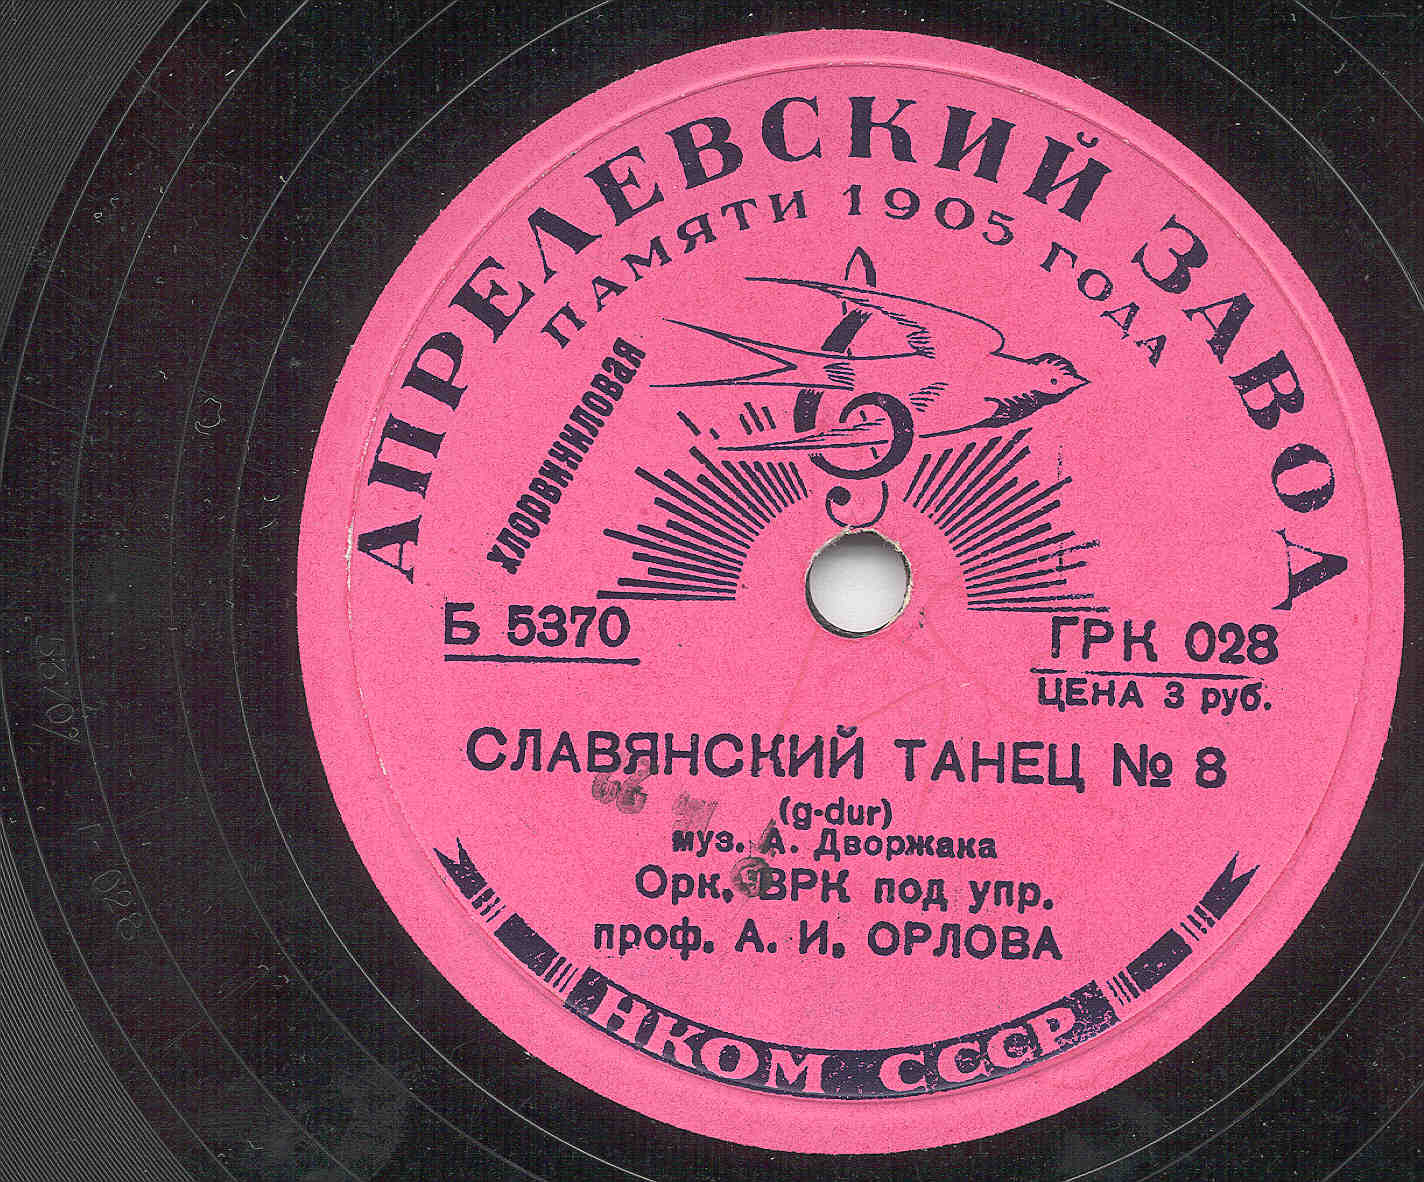 АПРЕЛЕВСКИЙ ЗАВОД
ПАМЯТИ 1905 ГОДА
хлорвиниловая
Б 5370
ГРК 028
ЦЕНА 3 руб.
СЛАВЯНСКИЙ ТАНЕЦ № 8
(g-dur)
муз. А. Дворжака
Орк. ВРК под упр.
проф. А. И. ОРЛОВА
НКОМ СССР